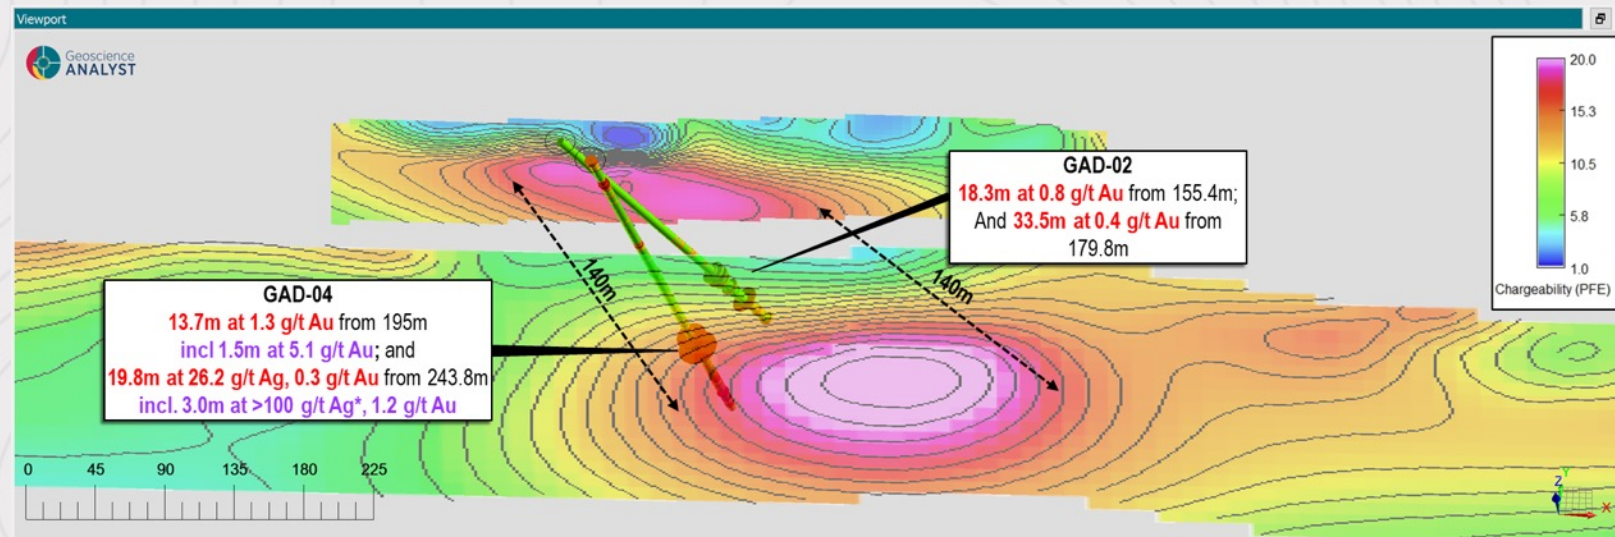 Viewport
Geoscience
ANALYST
20.0
15.3
10.5
5.8
1.0
Chargeability (PFE)
GAD-02
18.3m at 0.8 g/t Au from 155.4m;
And 33.5m at 0.4 g/t Au from
179.8m
140m
140m
GAD-04
13.7m at 1.3 g/t Au from 195m
incl 1.5m at 5.1 g/t Au; and
19.8m at 26.2 g/t Ag, 0.3 g/t Au from 243.8m
incl. 3.0m at >100 g/t Ag*, 1.2 g/t Au
0 45 90 135 180 225
Y
Z
X